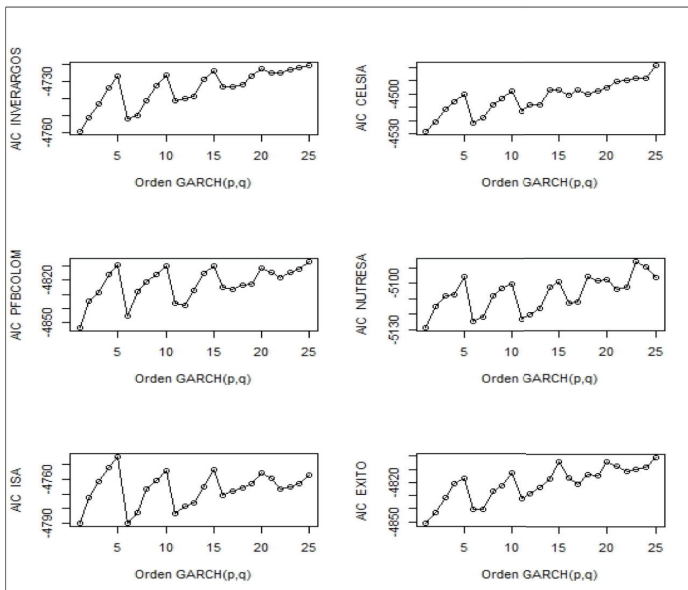 AIC INVERARGOS
-4730
-4760
5 10 15 20 25
Orden GARCH(p,q)
AIC CELSIA
-4500
-4530
5 10 15 20 25
Orden GARCH(p,q)
AIC PFBCOLOM
-4820
-4850
5 10 15 20 25
Orden GARCH(p,q)
AIC NUTRESA
-5100
-5130
5 10 15 20 25
Orden GARCH(p,q)
AIC IISA
-4760
-4790
5 10 15 20 25
Orden GARCH(p,q)
AIC EXITO
-4820
-4850
5 10 15 20 25
Orden GARCH(p,q)